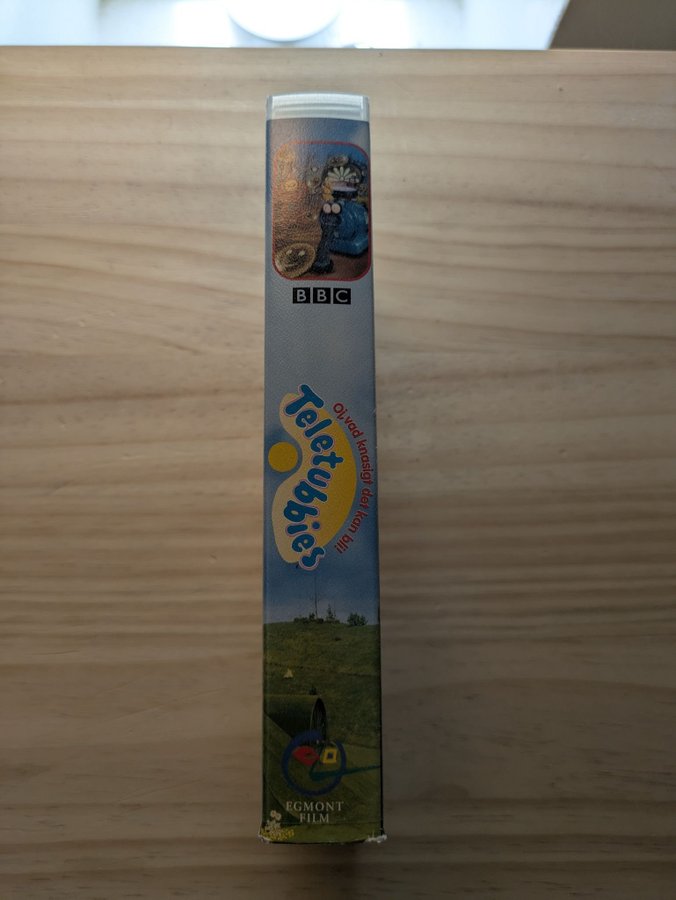 BBC
Teletubbies
Oj, vad knasigt det kan bli!
EGMONT
FILM